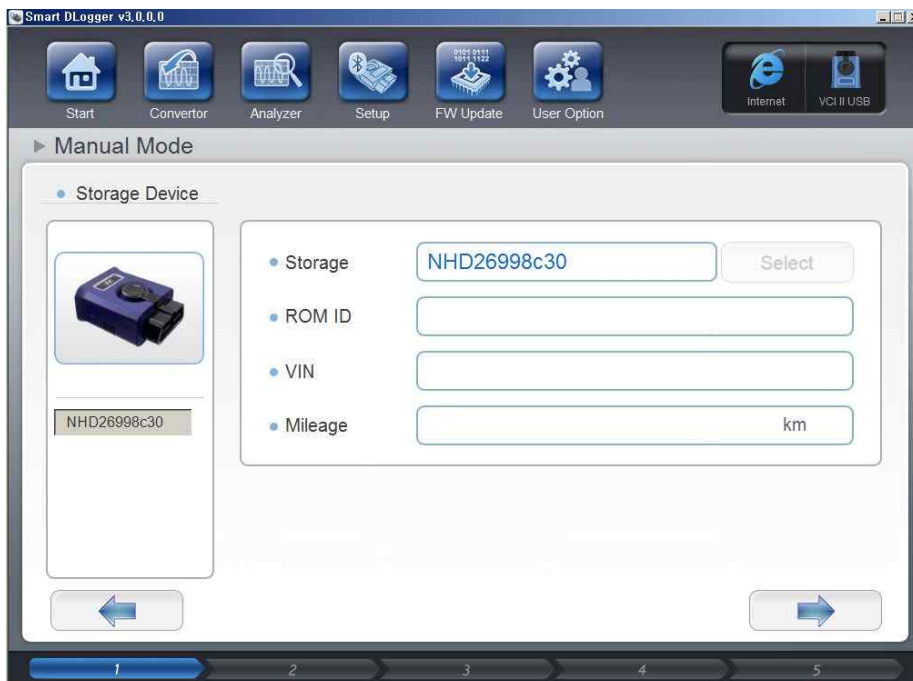 Smart DLogger v3,0,0,0
0101 0111
1011 1122
Start Convertor Analyzer Setup FW Update User Option Internet VCI II USB
Manual Mode
Storage Device
Storage NHD26998c30 Select
ROM ID
VIN
NHD26998c30
Mileage km
1 2 3 4 5